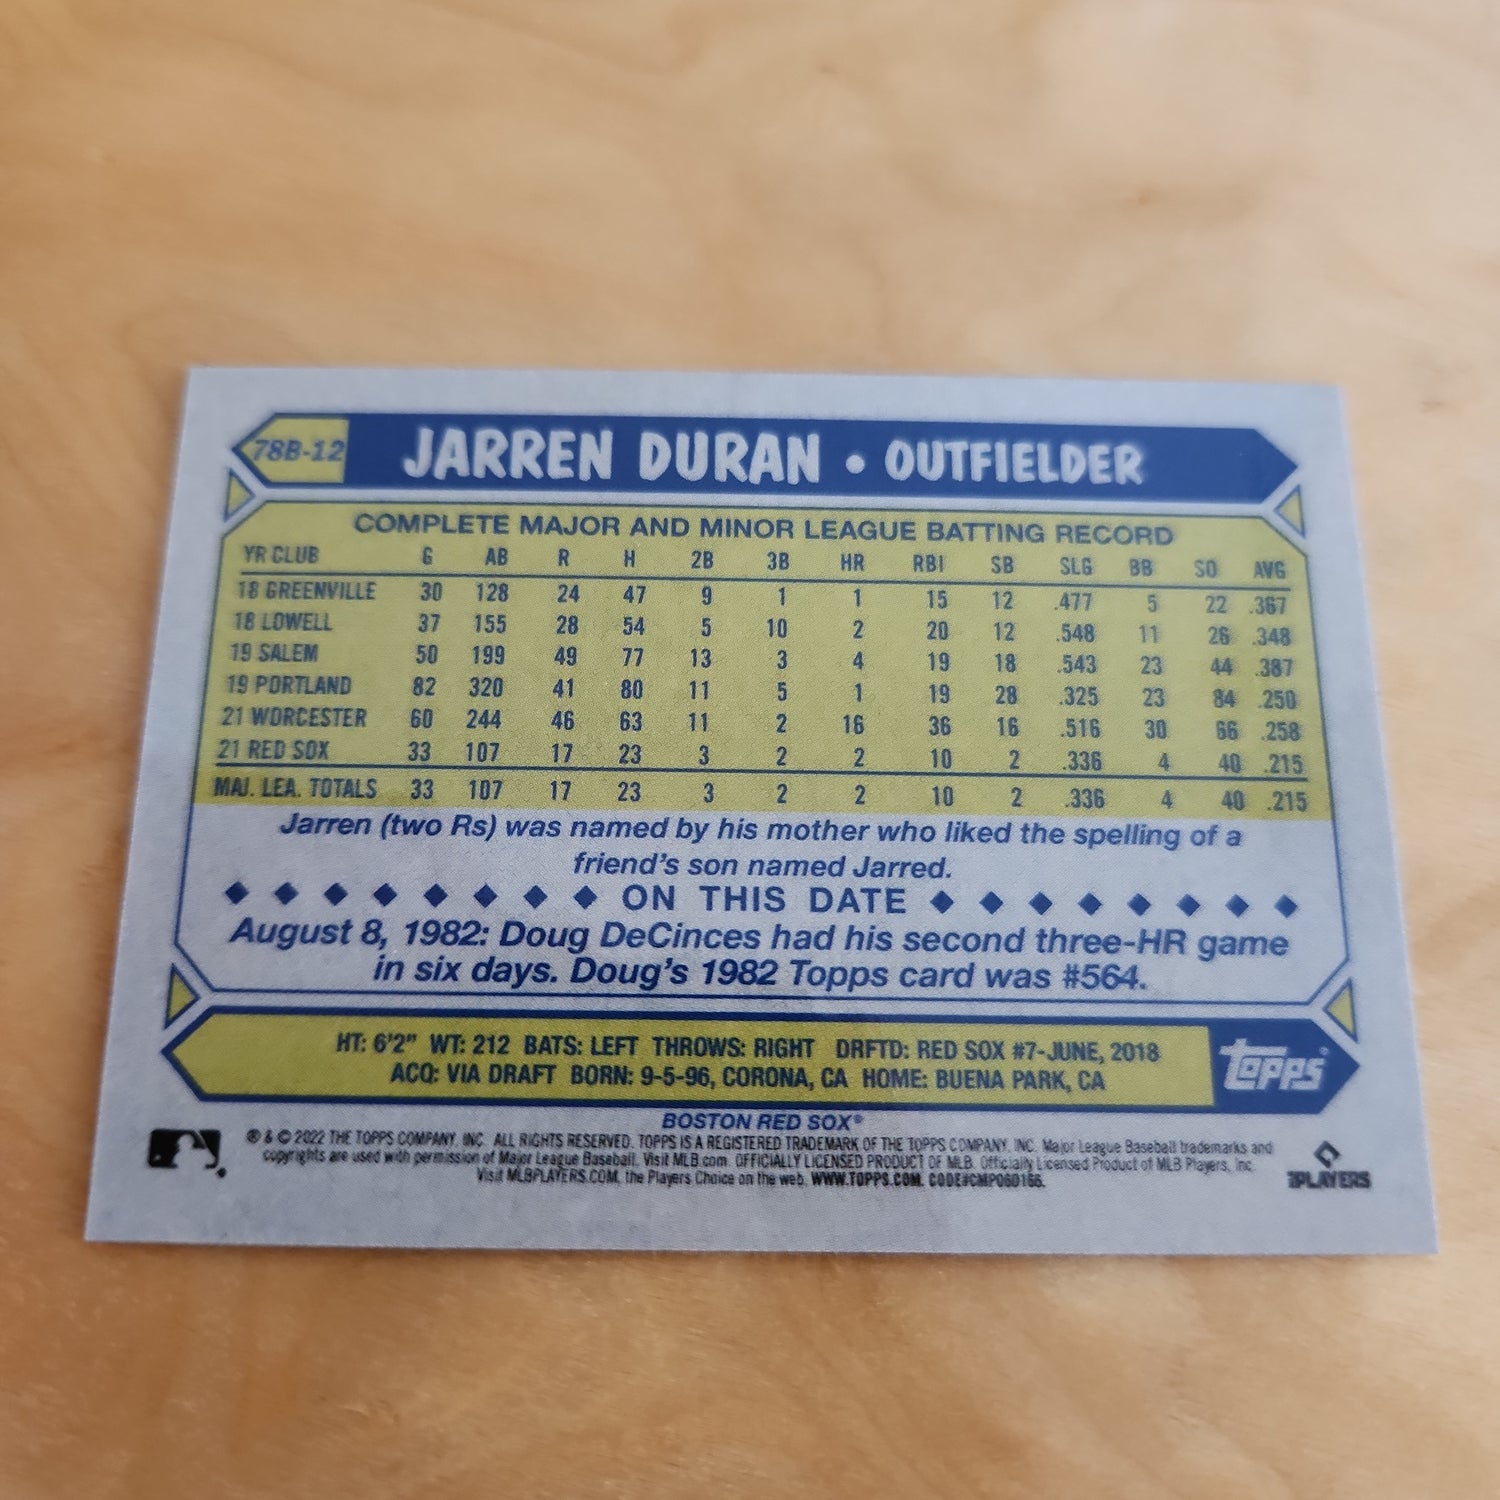 78B-12 JARREN DURAN • OUTFIELDER
COMPLETE MAJOR AND MINOR LEAGUE BATTING RECORD
YR CLUB G AB R H 2B 3B HR RBI SB SLG BB SO AVG
18 GREENVILLE 30 128 24 47 9 1 1 15 12 .477 5 22 .367
18 LOWELL 37 155 28 54 5 10 2 20 12 .548 11 26 .348
19 SALEM 50 199 49 77 13 3 4 19 18 .543 23 44 .387
19 PORTLAND 82 320 41 80 11 5 1 19 28 .325 23 84 .250
21 WORCESTER 60 244 46 63 11 2 16 36 16 .516 30 66 .258
21 RED SOX 33 107 17 23 3 2 2 10 2 .336 4 40 .215
MAJ. LEA. TOTALS 33 107 17 23 3 2 2 10 2 .336 4 40 .215
Jarren (two Rs) was named by his mother who liked the spelling of a
friend's son named Jarred.
ON THIS DATE
August 8, 1982: Doug DeCinces had his second three-HR game
in six days. Doug's 1982 Topps card was #564.
HT: 6'2" WT: 212 BATS: LEFT THROWS: RIGHT DRFTD: RED SOX #7-JUNE, 2018
ACQ: VIA DRAFT BORN: 9-5-96, CORONA, CA HOME: BUENA PARK, CA
topps®
BOSTON RED SOX®
® & © 2022 THE TOPPS COMPANY, INC. ALL RIGHTS RESERVED. TOPPS IS A REGISTERED TRADEMARK OF THE TOPPS COMPANY, INC. Major League Baseball trademarks and
copyrights are used with permission of Major League Baseball. Visit MLB.com. OFFICIALLY LICENSED PRODUCT OF MLB. Officially Licensed Product of MLB Players, Inc.
Visit MLBPLAYERS.COM, the Players Choice on the web. WWW.TOPPS.COM. CODE#CMP060166.
PLAYERS